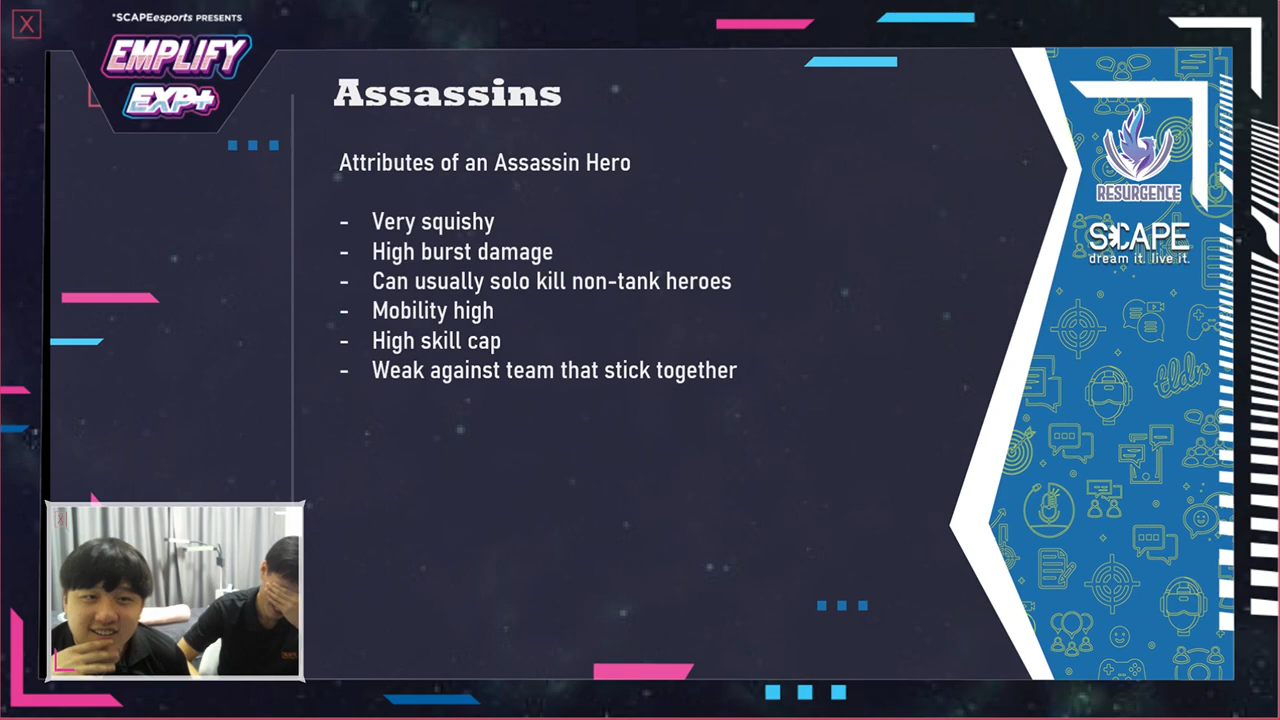 *SCAPEesports PRESENTS
EMPLIFY
EXP+
Assassins
Attributes of an Assassin Hero
- Very squishy
- High burst damage
- Can usually solo kill non-tank heroes
- Mobility high
- High skill cap
- Weak against team that stick together
RESURGENCE
S*CAPE
dream it. live it.